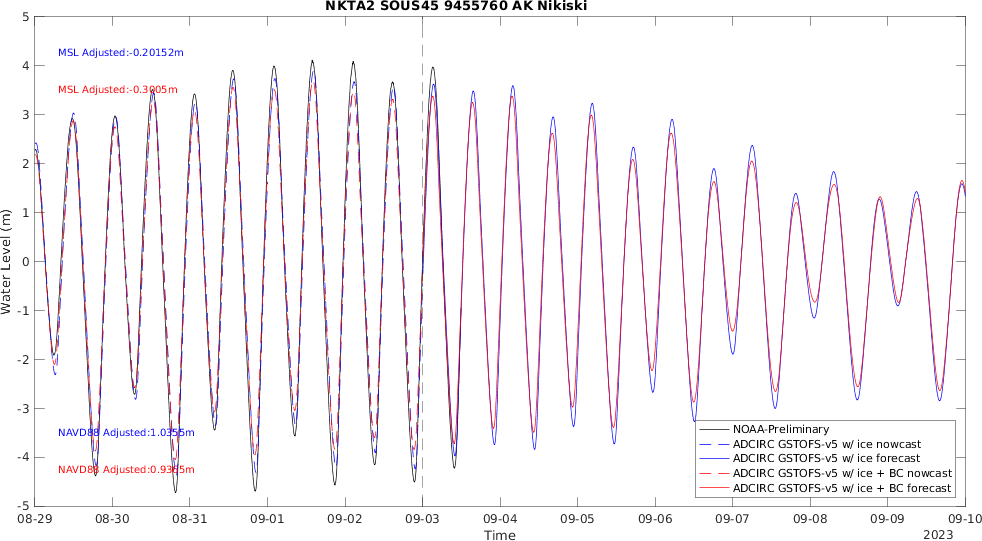 NKTA2 SOUS45 9455760 AK Nikiski
MSL Adjusted:-0.20152m
MSL Adjusted:-0.3005m
NAVD88 Adjusted:1.0355m
NAVD88 Adjusted:0.9365m
Water Level (m)
5
4
3
2
1
0
-1
-2
-3
-4
-5
NOAA-Preliminary
ADCIRC GSTOFS-v5 w/ ice nowcast
ADCIRC GSTOFS-v5 w/ ice forecast
ADCIRC GSTOFS-v5 w/ ice + BC nowcast
ADCIRC GSTOFS-v5 w/ ice + BC forecast
08-29 08-30 08-31 09-01 09-02 09-03 09-04 09-05 09-06 09-07 09-08 09-09 09-10
Time
2023